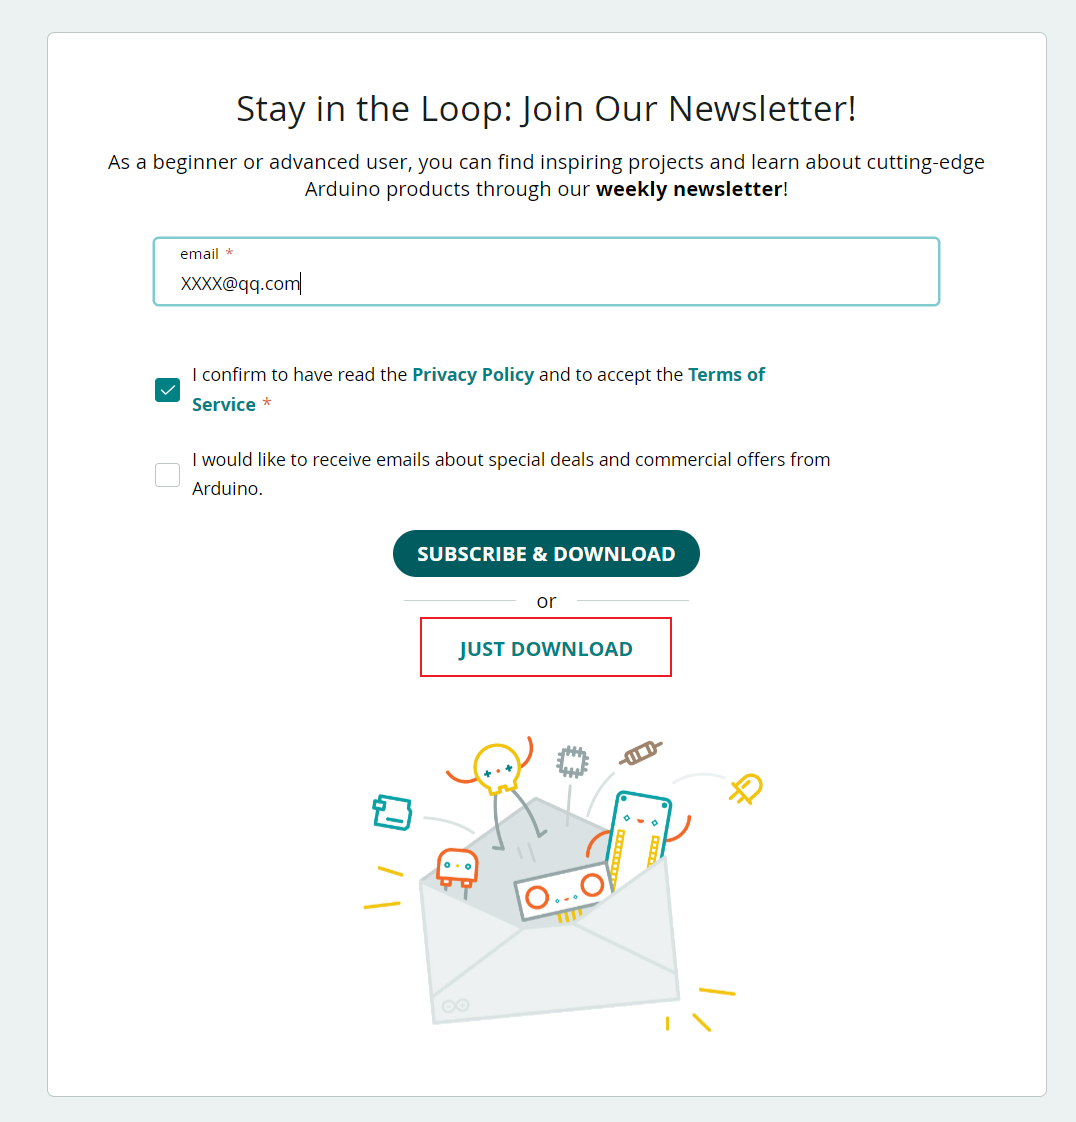 Stay in the Loop: Join Our Newsletter!
As a beginner or advanced user, you can find inspiring projects and learn about cutting-edge
Arduino products through our weekly newsletter!
email *
XXXX@qq.com
I confirm to have read the Privacy Policy and to accept the Terms of
Service *
I would like to receive emails about special deals and commercial offers from
Arduino.
SUBSCRIBE & DOWNLOAD
or
JUST DOWNLOAD